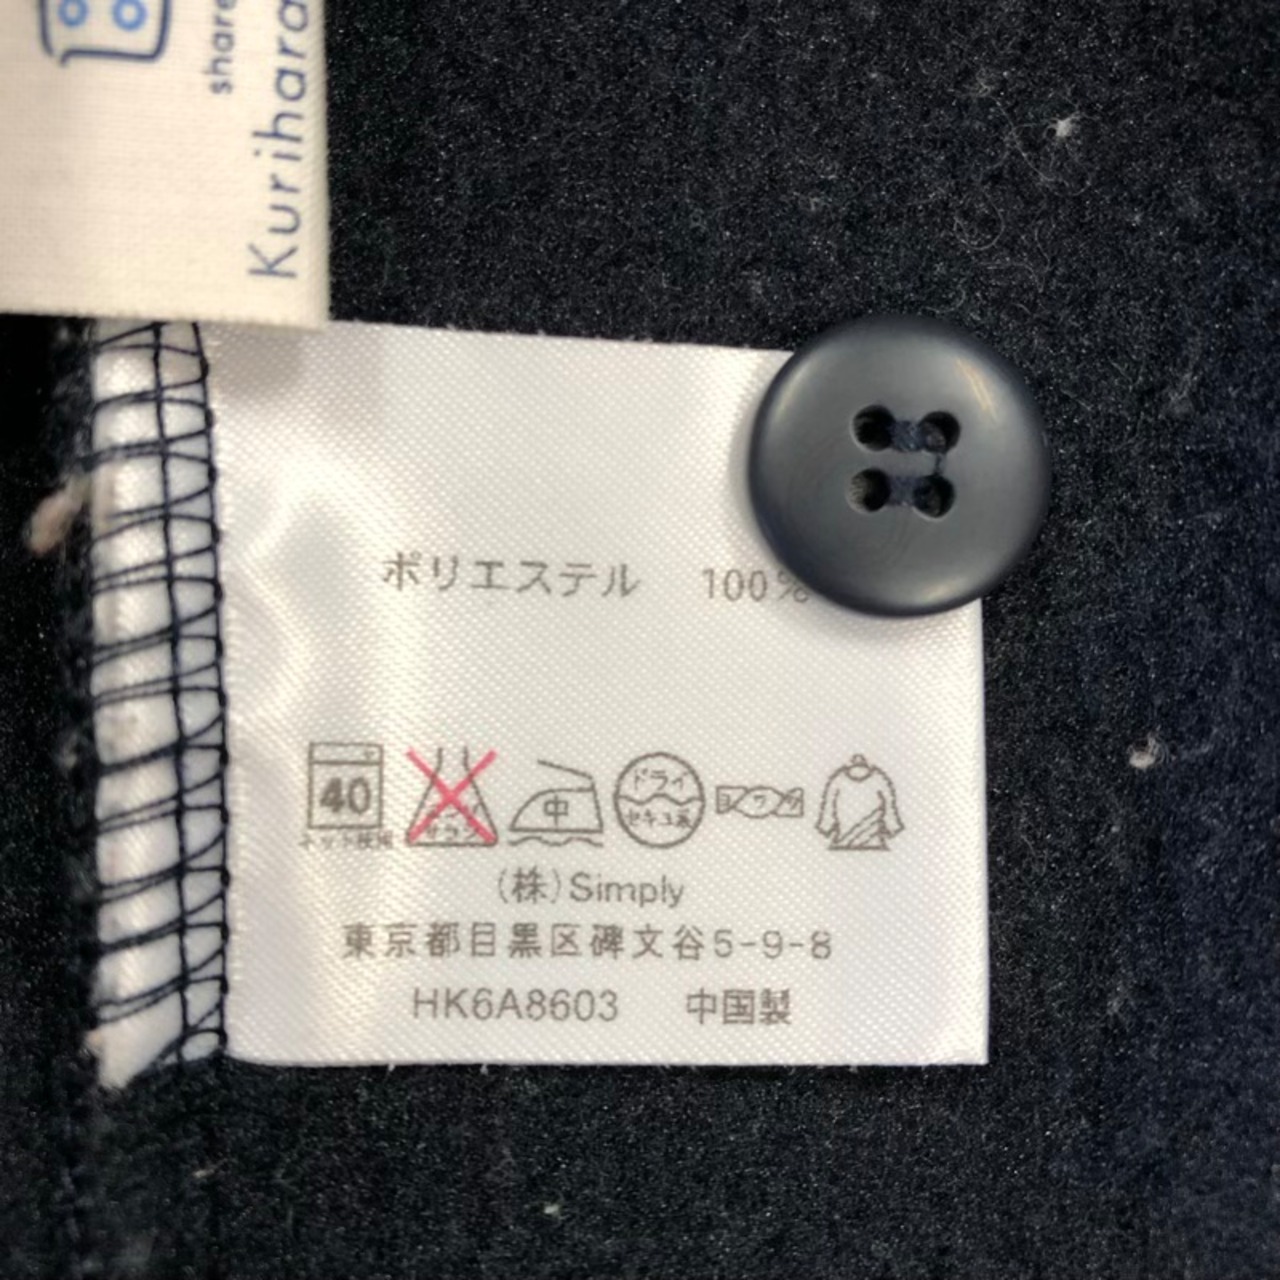 share
Kurihara
ポリエステル 100%
40
ネット使用
中
ドライ
セキユ系
(株)Simply
東京都目黒区碑文谷5-9-8
HK6A8603 中国製